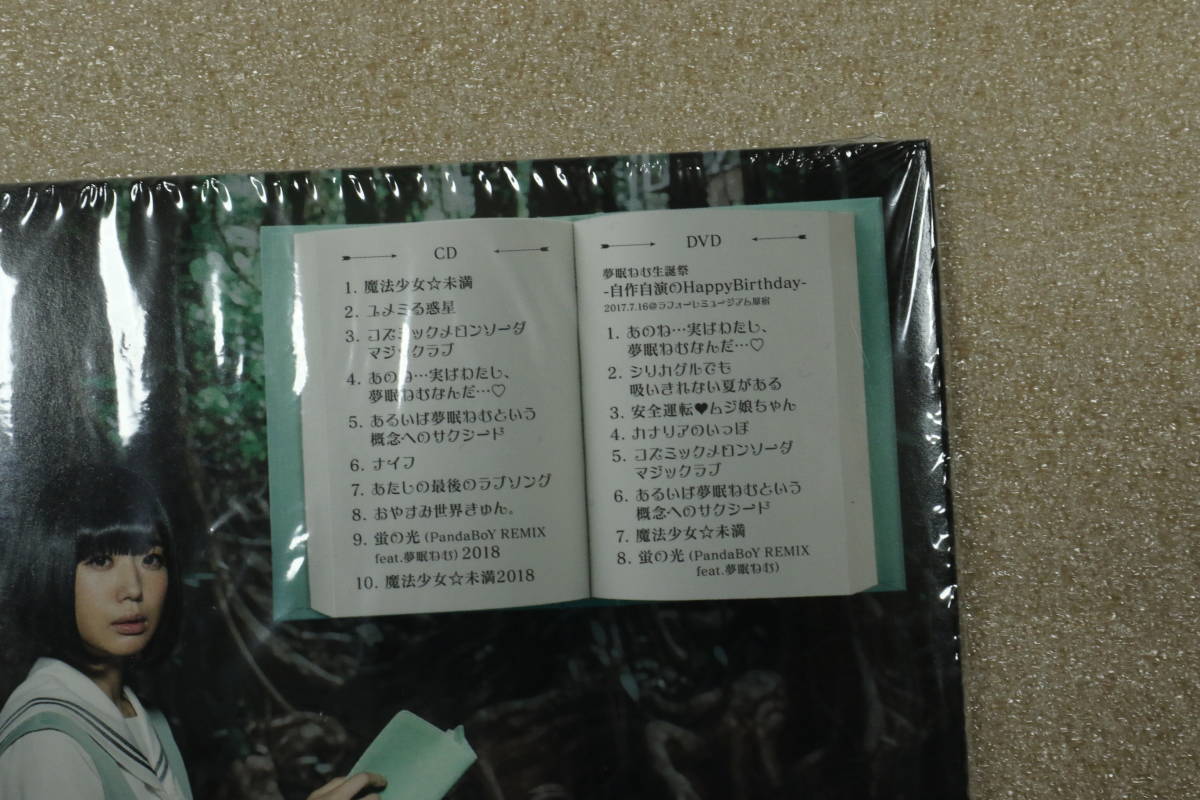 CD
1. 魔法少女☆未満
2. ユメミる惑星
3. コズミックメロンソーダ
マジックラブ
4. あのね…実はわたし、
夢眠ねむなんだ…♡
5. あるいは夢眠ねむという
概念へのサクシード
6. ナイフ
7. あたしの最後のラブソング
8. おやすみ世界きゅん。
9. 蛍の光 (PandaBoY REMIX
feat.夢眠ねむ) 2018
10. 魔法少女☆未満2018
DVD
夢眠ねむ生誕祭
-自作自演のHappyBirthday-
2017.7.16@ラフォーレミュージアム原宿
1. あのね…実はわたし、
夢眠ねむなんだ…♡
2. シリカゲルでも
吸いきれない夏がある
3. 安全運転♥ムジ娘ちゃん
4. カナリアのいっぽ
5. コズミックメロンソーダ
マジックラブ
6. あるいは夢眠ねむという
概念へのサクシード
7. 魔法少女☆未満
8. 蛍の光 (PandaBoY REMIX
feat.夢眠ねむ)